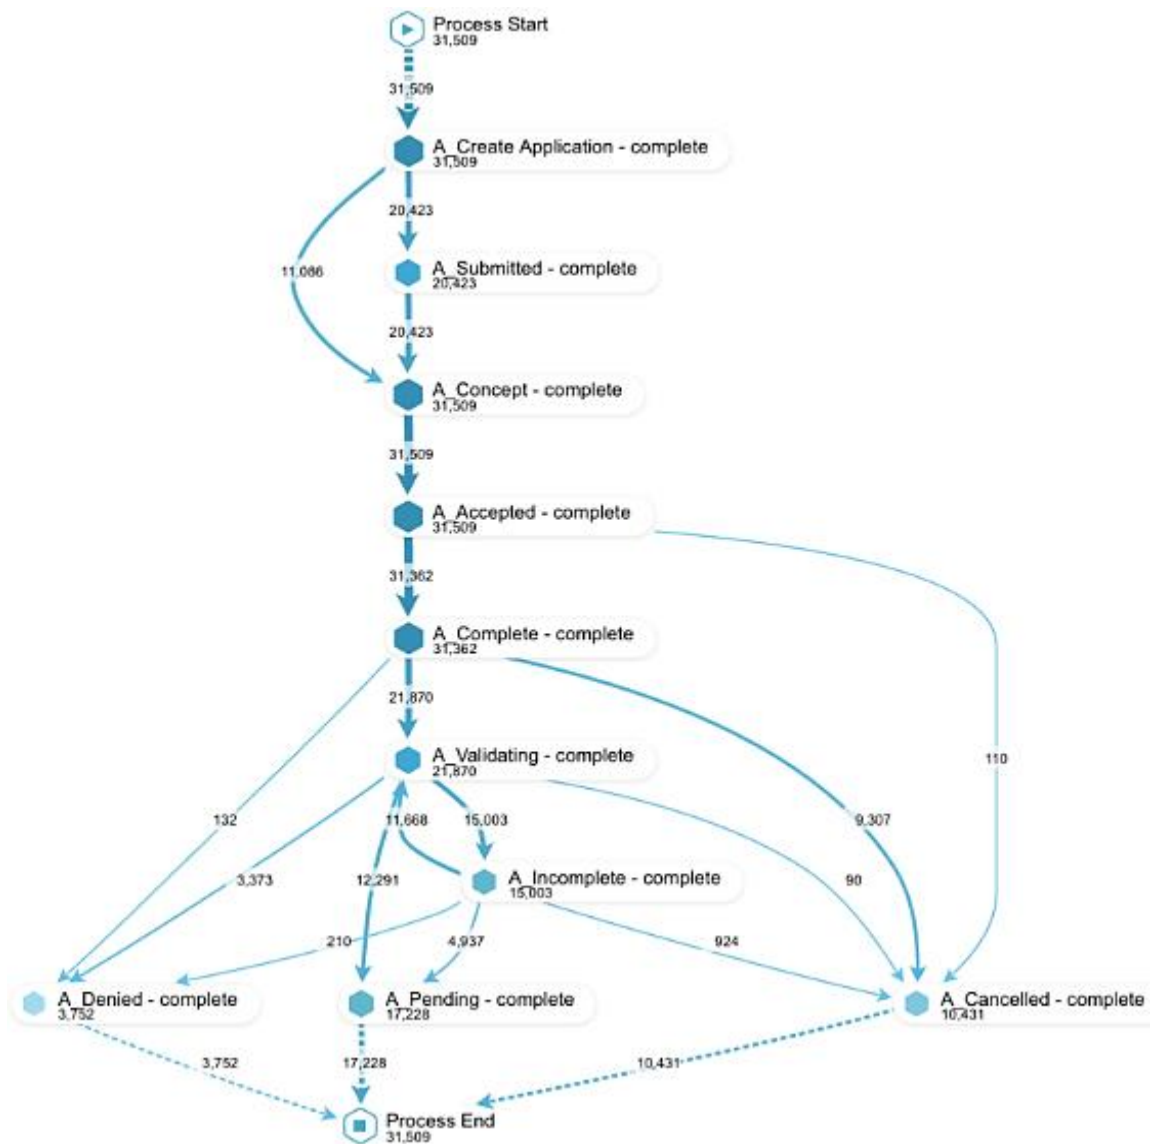 Process Start
31,509
31,509
A_Create Application - complete
31,509
20,423
11,086
A_Submitted - complete
20,423
20,423
A_Concept - complete
31,509
31,509
A_Accepted - complete
31,509
31,362
A_Complete - complete
31,362
21,870
A_Validating - complete
21,870
110
132
11,668
15,003
9,307
3,373
12,291
A_Incomplete - complete
15,003
90
210
4,937
924
A_Denied - complete
3,752
A_Pending - complete
17,228
A_Cancelled - complete
10,431
3,752
17,228
10,431
Process End
31,509